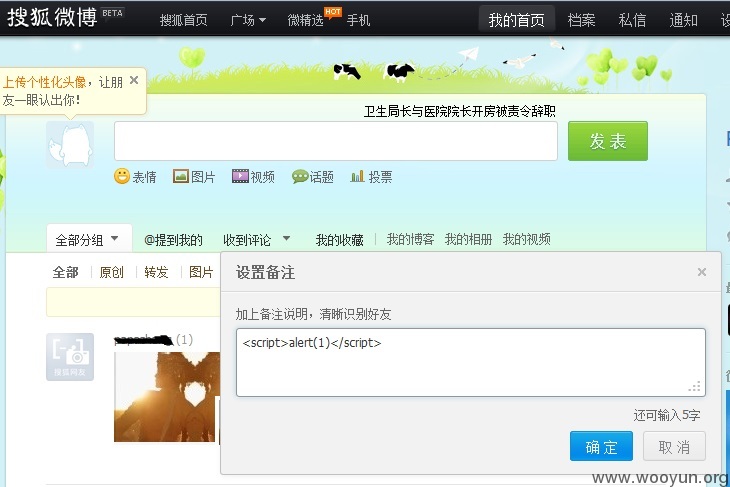 搜狐微博 BETA 搜狐首页 广场 微精选 HOT 手机 我的首页 档案 私信 通知
上传个性化头像，让朋
友一眼认出你！
卫生局长与医院院长开房被责令辞职
发表
表情 图片 视频 话题 投票
全部分组 @提到我的 收到评论 我的收藏 我的博客 我的相册 我的视频
全部 原创 转发 图片
设置备注
加上备注说明，清晰识别好友
(1)
<script>alert(1)</script>
搜狐网友
还可输入5字
确定 取消
www.wooyun.org